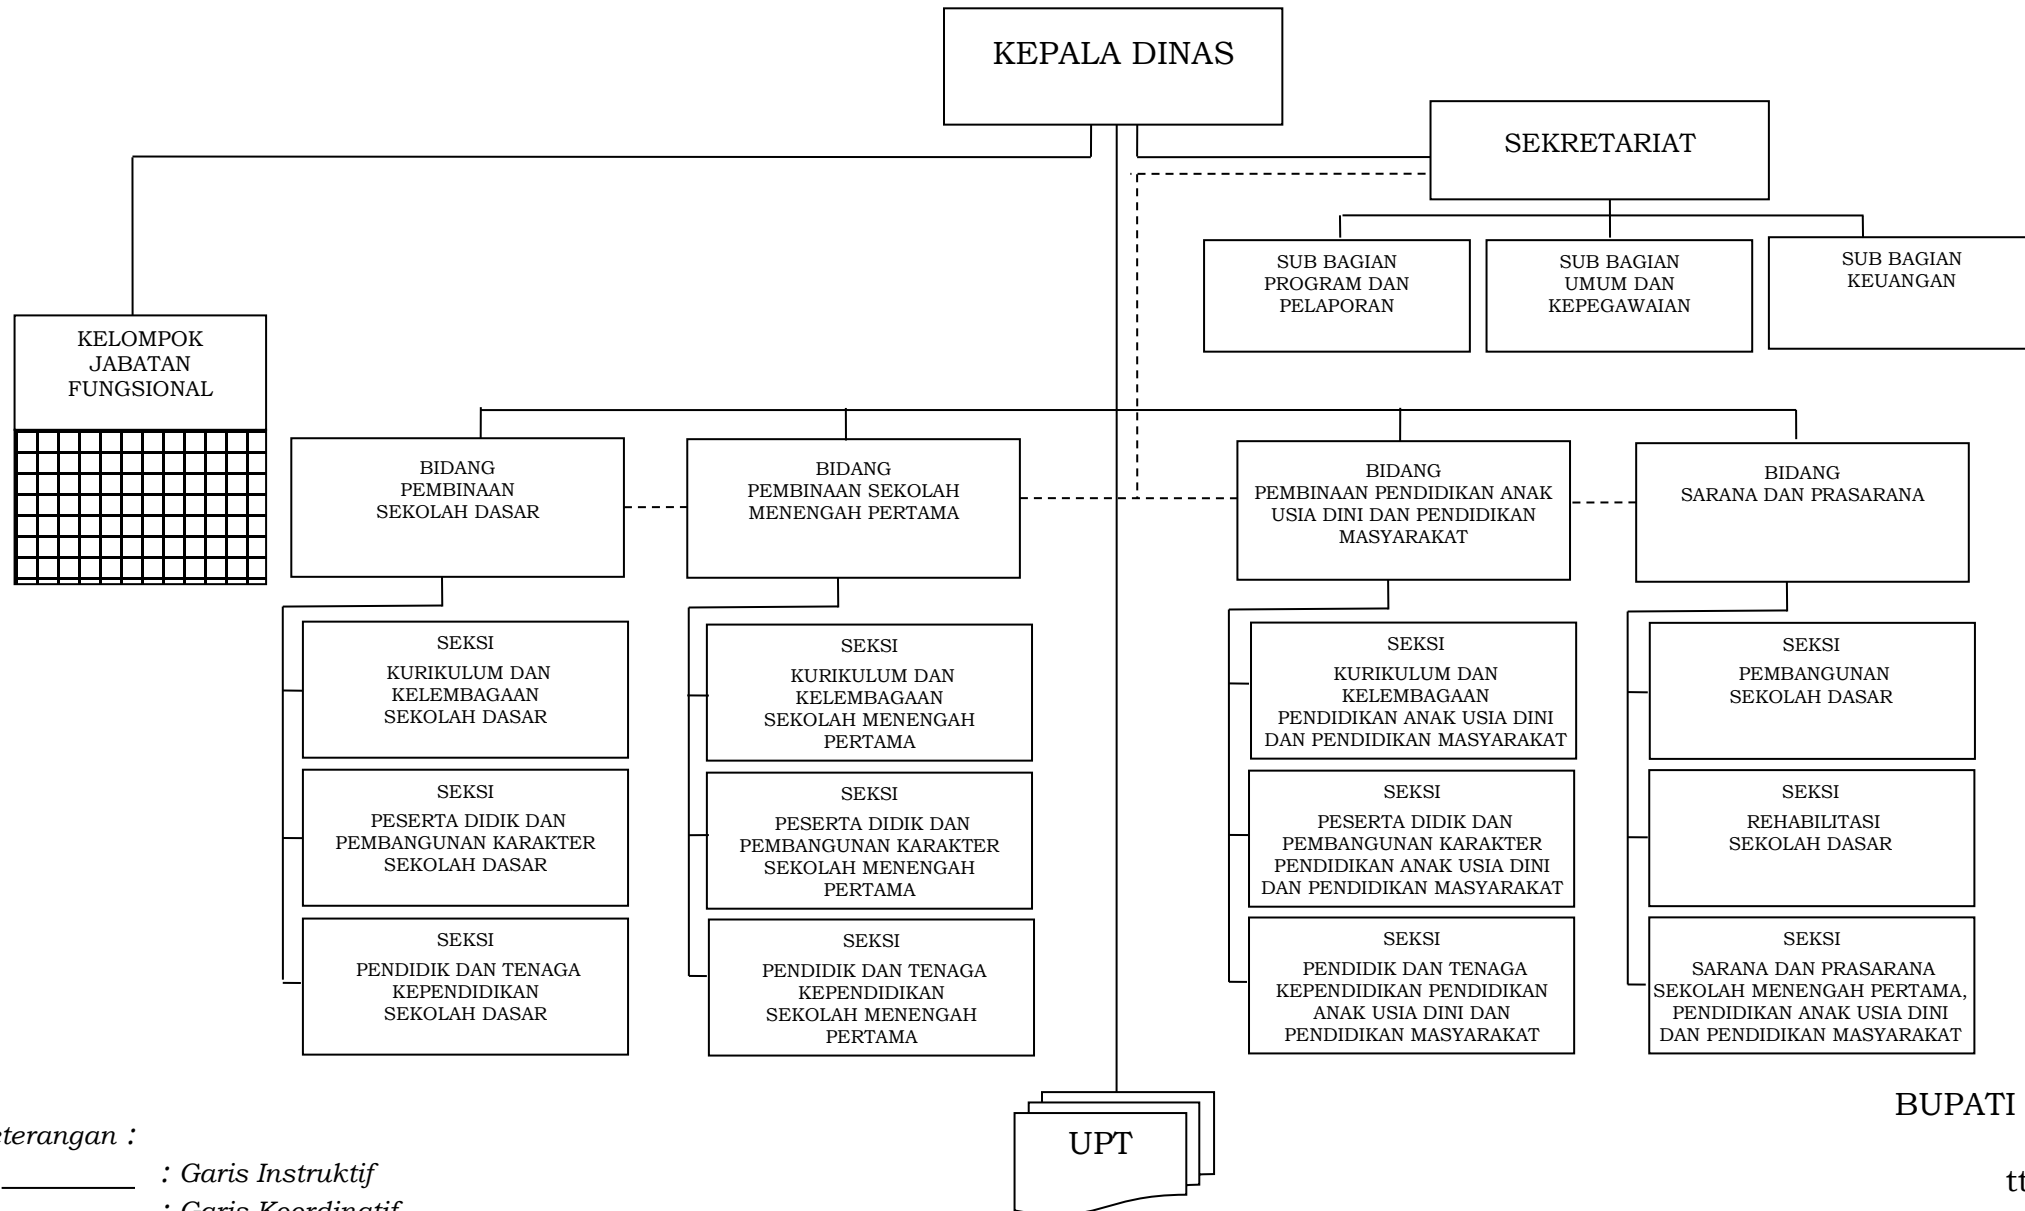 KEPALA DINAS
SEKRETARIAT
SUB BAGIAN
PROGRAM DAN
PELAPORAN
SUB BAGIAN
UMUM DAN
KEPEGAWAIAN
SUB BAGIAN
KEUANGAN
KELOMPOK
JABATAN
FUNGSIONAL
BIDANG
PEMBINAAN
SEKOLAH DASAR
BIDANG
PEMBINAAN SEKOLAH
MENENGAH PERTAMA
BIDANG
PEMBINAAN PENDIDIKAN ANAK
USIA DINI DAN PENDIDIKAN
MASYARAKAT
BIDANG
SARANA DAN PRASARANA
SEKSI
KURIKULUM DAN
KELEMBAGAAN
SEKOLAH DASAR
SEKSI
PESERTA DIDIK DAN
PEMBANGUNAN KARAKTER
SEKOLAH DASAR
SEKSI
PENDIDIK DAN TENAGA
KEPENDIDIKAN
SEKOLAH DASAR
SEKSI
KURIKULUM DAN
KELEMBAGAAN
SEKOLAH MENENGAH
PERTAMA
SEKSI
PESERTA DIDIK DAN
PEMBANGUNAN KARAKTER
SEKOLAH MENENGAH
PERTAMA
SEKSI
PENDIDIK DAN TENAGA
KEPENDIDIKAN
SEKOLAH MENENGAH
PERTAMA
SEKSI
KURIKULUM DAN
KELEMBAGAAN
PENDIDIKAN ANAK USIA DINI
DAN PENDIDIKAN MASYARAKAT
SEKSI
PESERTA DIDIK DAN
PEMBANGUNAN KARAKTER
PENDIDIKAN ANAK USIA DINI
DAN PENDIDIKAN MASYARAKAT
SEKSI
PENDIDIK DAN TENAGA
KEPENDIDIKAN PENDIDIKAN
ANAK USIA DINI DAN
PENDIDIKAN MASYARAKAT
SEKSI
PEMBANGUNAN
SEKOLAH DASAR
SEKSI
REHABILITASI
SEKOLAH DASAR
SEKSI
SARANA DAN PRASARANA
SEKOLAH MENENGAH PERTAMA,
PENDIDIKAN ANAK USIA DINI
DAN PENDIDIKAN MASYARAKAT
UPT
eterangan :
: Garis Instruktif
: Garis Koordinatif
BUPATI